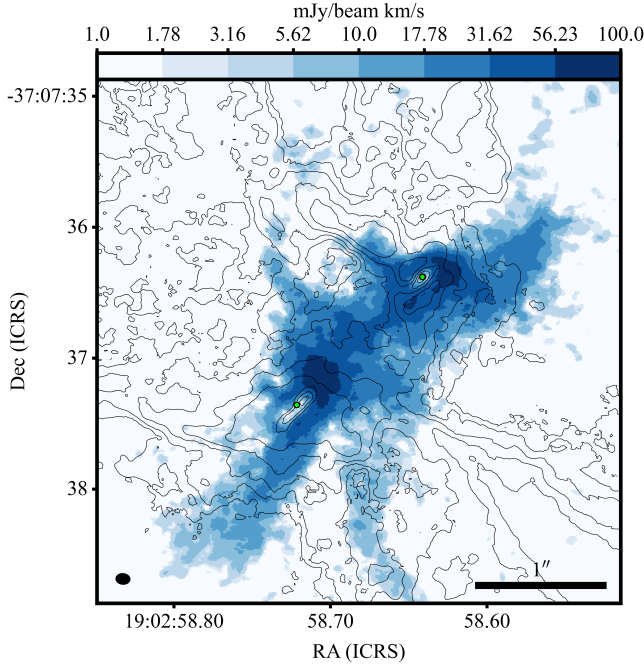 mJy/beam km/s
1.0 1.78 3.16 5.62 10.0 17.78 31.62 56.23 100.0
-37:07:35
36
Dec (ICRS)
37
38
1″
19:02:58.80 58.70 58.60
RA (ICRS)